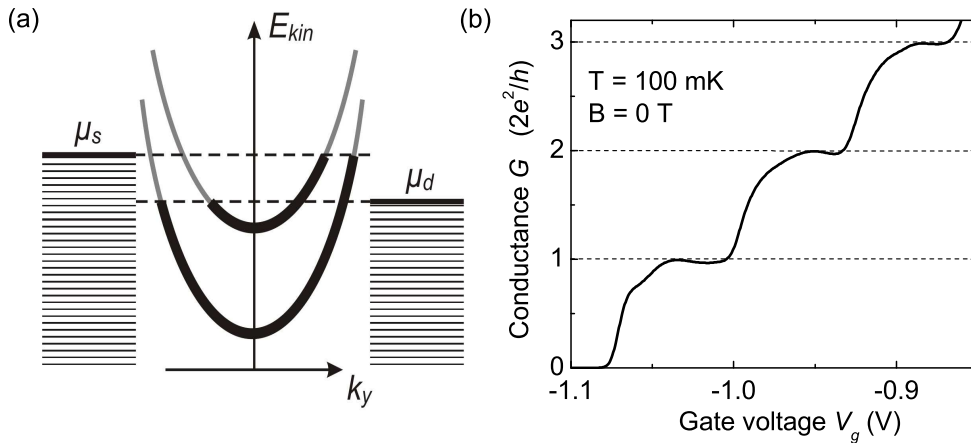 (a)
E_kin
μ_s
μ_d
k_y
(b)
T = 100 mK
B = 0 T
Conductance G (2e²/h)
3
2
1
0
-1.1
-1.0
-0.9
Gate voltage V_g (V)